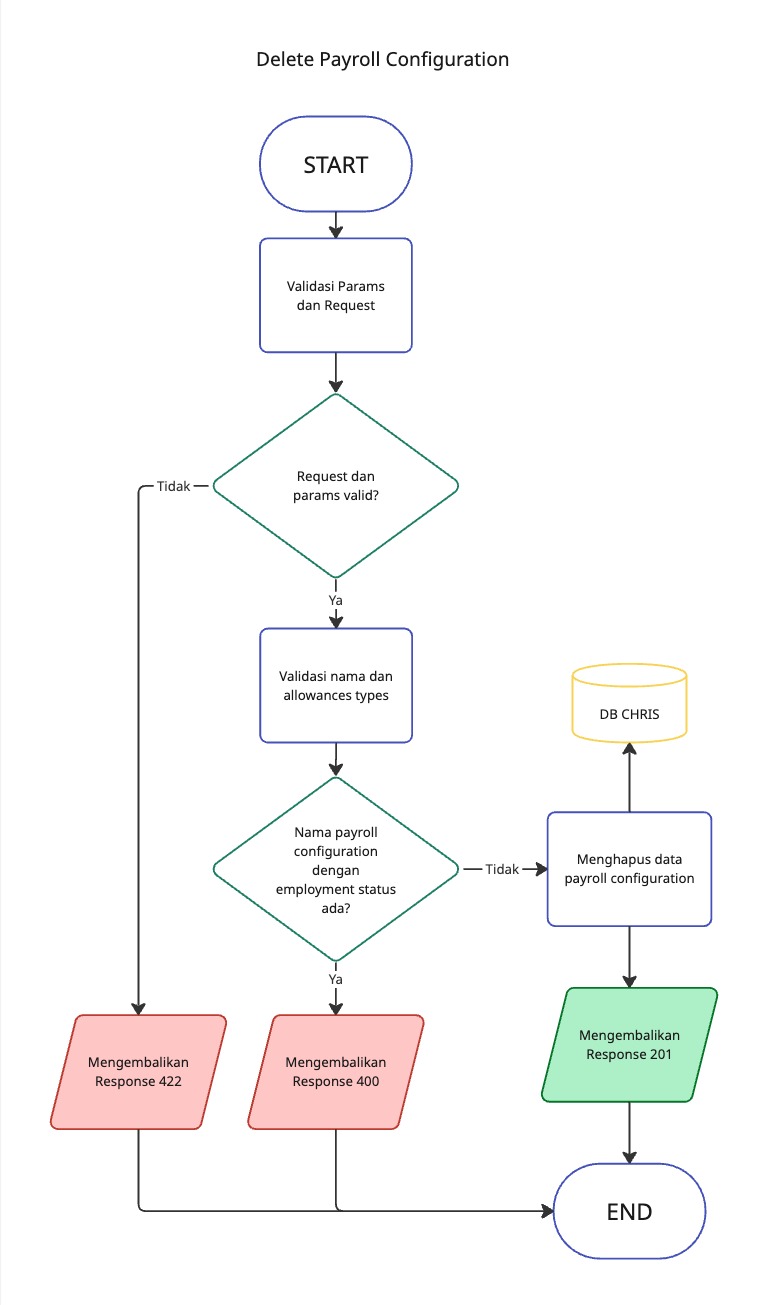 Delete Payroll Configuration
START
Validasi Params
dan Request
Request dan
params valid?
Tidak
Ya
Validasi nama dan
allowances types
DB CHRIS
Nama payroll
configuration
dengan
employment status
ada?
Tidak
Menghapus data
payroll configuration
Ya
Mengembalikan
Response 422
Mengembalikan
Response 400
Mengembalikan
Response 201
END